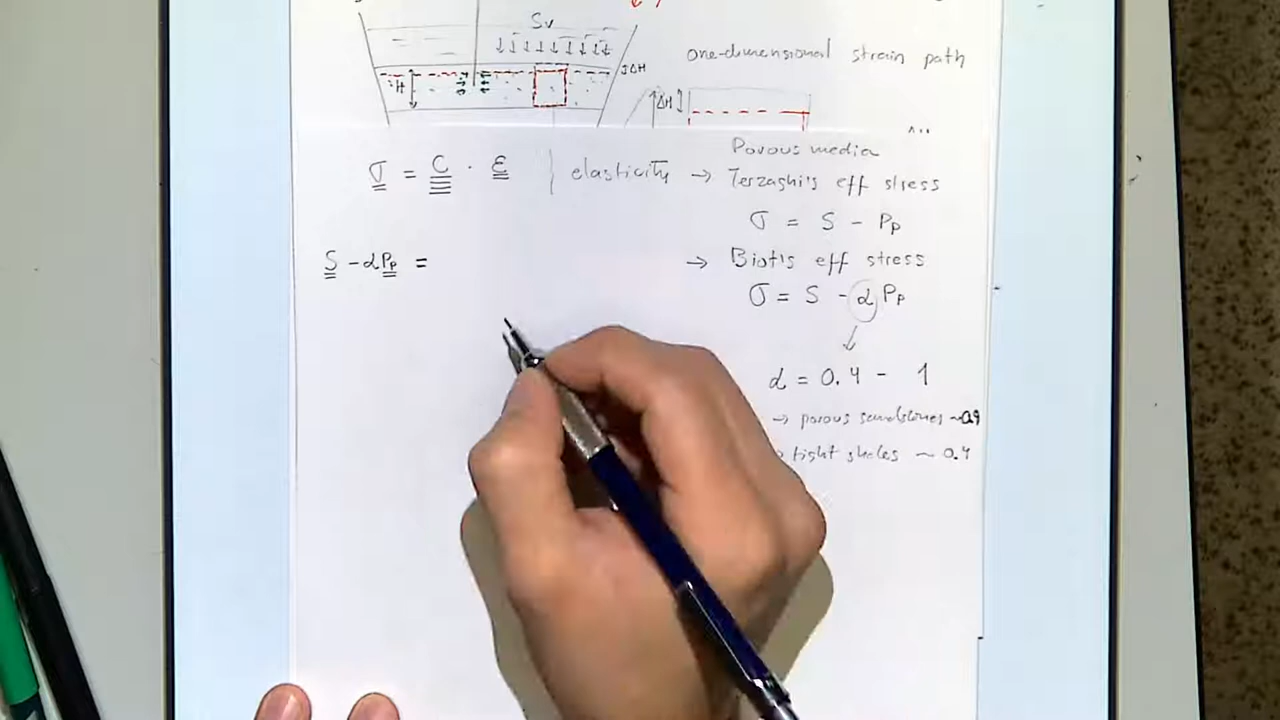 Sv
one-dimensional strain path
H
ΔH
ΔH
Porous media
σ = C · ε | elasticity → Terzaghi's eff stress
σ = S - Pp
S - αPp =
→ Biot's eff stress
σ = S - α Pp
α = 0.4 - 1
→ porous sandstones ~0.9
tight shales ~ 0.4